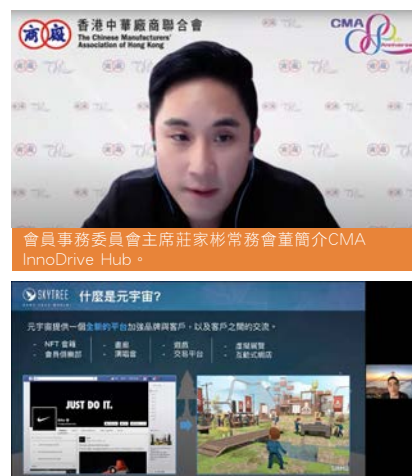 商廠
香港中華廠商聯合會
The Chinese Manufacturers'
Association of Hong Kong
CMA
Anniversary
會員事務委員會主席莊家彬常務會董簡介CMA
InnoDrive Hub。
SKYTREE 什麼是元宇宙?
元宇宙提供一個全新的平台加強品牌與客戶,以及客戶之間的交流。
- NFT 會籍 - 畫廊 - 遊戲 - 虛擬展覽
- 會員俱樂部 - 演唱會 - 交易平台 - 互動式網店
JUST DO IT.